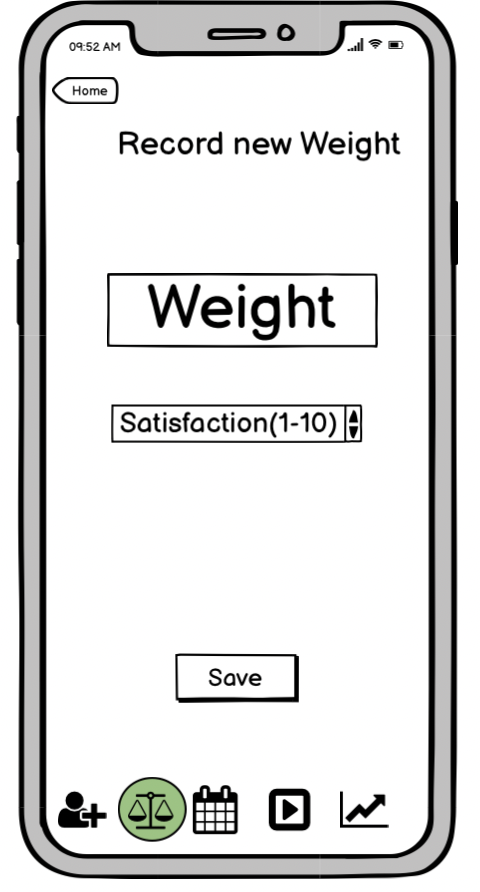 09:52 AM
Home
Record new Weight
Weight
Satisfaction(1-10)
Save